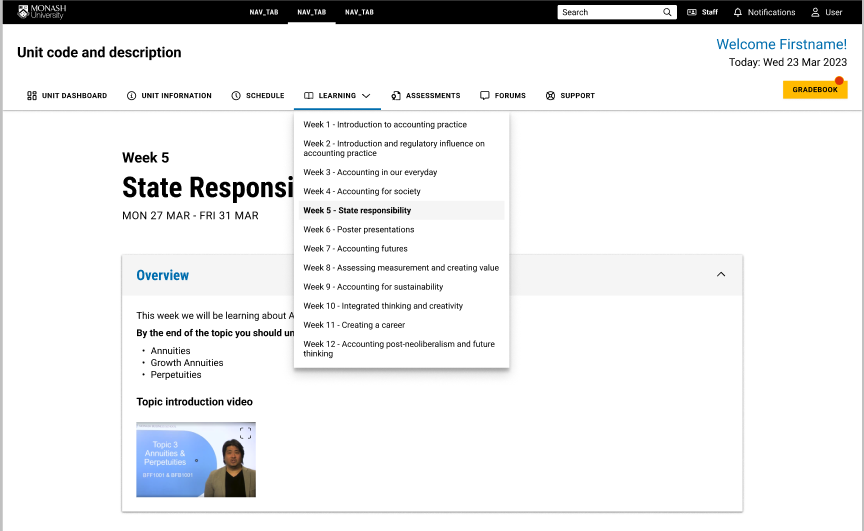 MONASH
University
NAV_TAB
NAV_TAB
NAV_TAB
Search
Staff
Notifications
User
Unit code and description
Welcome Firstname!
Today: Wed 23 Mar 2023
UNIT DASHBOARD
UNIT INFORMATION
SCHEDULE
LEARNING
ASSESSMENTS
FORUMS
SUPPORT
GRADEBOOK
Week 1 - Introduction to accounting practice
Week 2 - Introduction and regulatory influence on
accounting practice
Week 3 - Accounting in our everyday
Week 4 - Accounting for society
Week 5 - State responsibility
Week 6 - Poster presentations
Week 7 - Accounting futures
Week 8 - Assessing measurement and creating value
Week 9 - Accounting for sustainability
Week 10 - Integrated thinking and creativity
Week 11 - Creating a career
Week 12 - Accounting post-neoliberalism and future
thinking
Week 5
State Responsi
MON 27 MAR - FRI 31 MAR
Overview
This week we will be learning about A
By the end of the topic you should un
• Annuities
• Growth Annuities
• Perpetuities
Topic introduction video
Topic 3
Annuities &
Perpetuities
BFF1001 & BFB1001